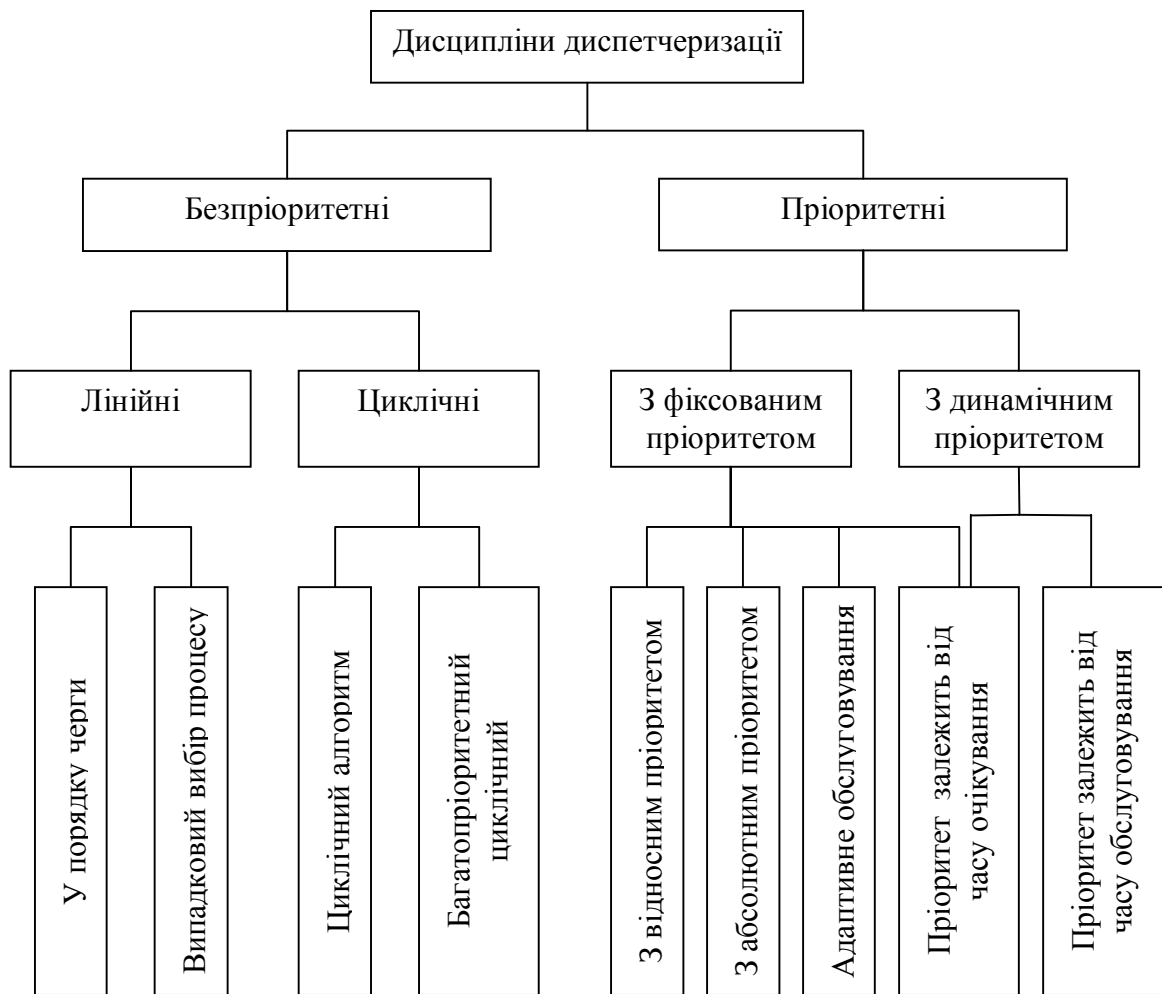 Дисципліни диспетчеризації
Безпріоритетні
Пріоритетні
Лінійні
Циклічні
З фіксованим
пріоритетом
З динамічним
пріоритетом
У порядку черги
Випадковий вибір процесу
Циклічний алгоритм
Багатопріоритетний
циклічний
З відносним пріоритетом
З абсолютним пріоритетом
Адаптивне обслуговування
Пріоритет залежить від
часу очікування
Пріоритет залежить від
часу обслуговування